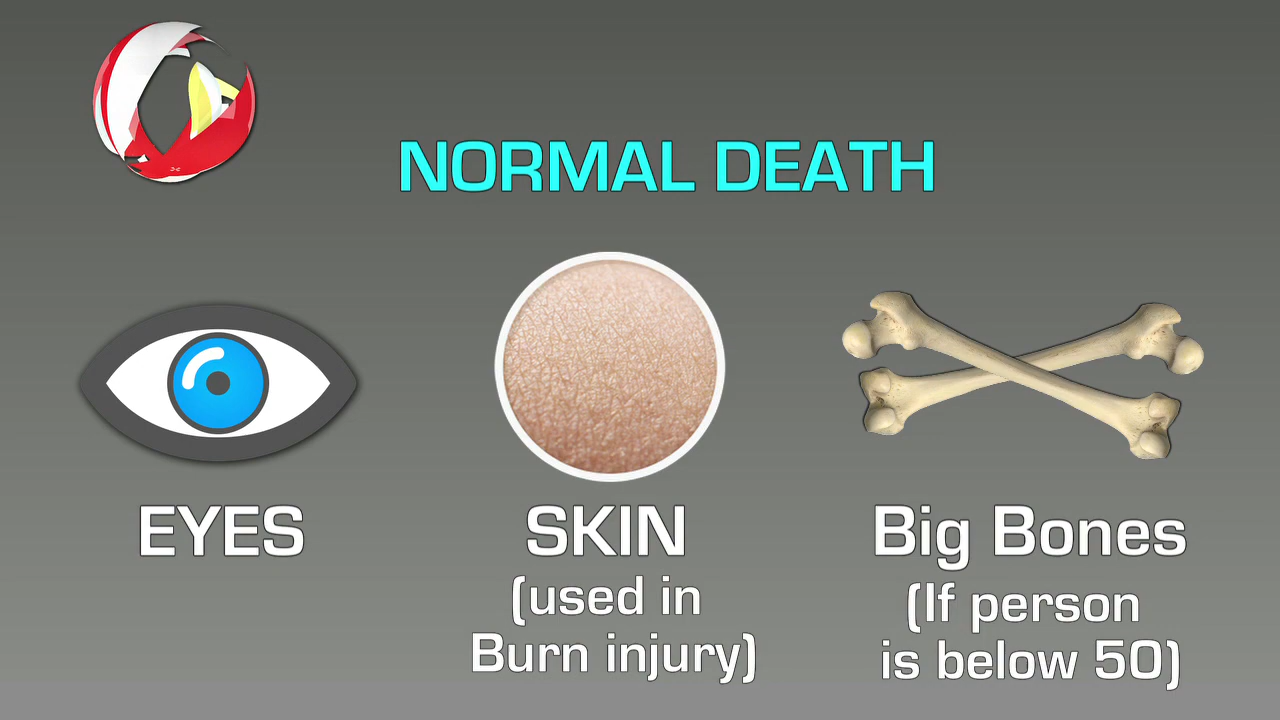 NORMAL DEATH
EYES
SKIN
(used in
Burn injury)
Big Bones
(If person
is below 50)